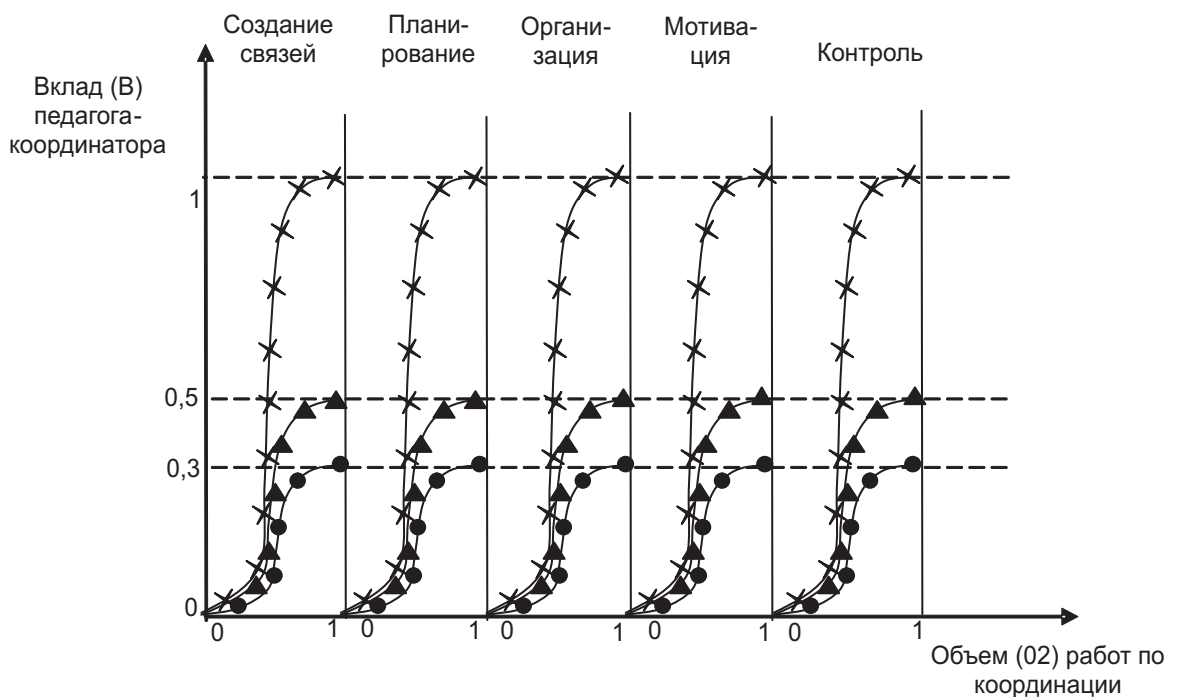 Создание
связей
Плани-
рование
Органи-
зация
Мотива-
ция
Контроль
Вклад (В)
педагога-
координатора
1
0,5
0,3
0
0 1 0 1 0 1 0 1 0 1
Объем (02) работ по
координации